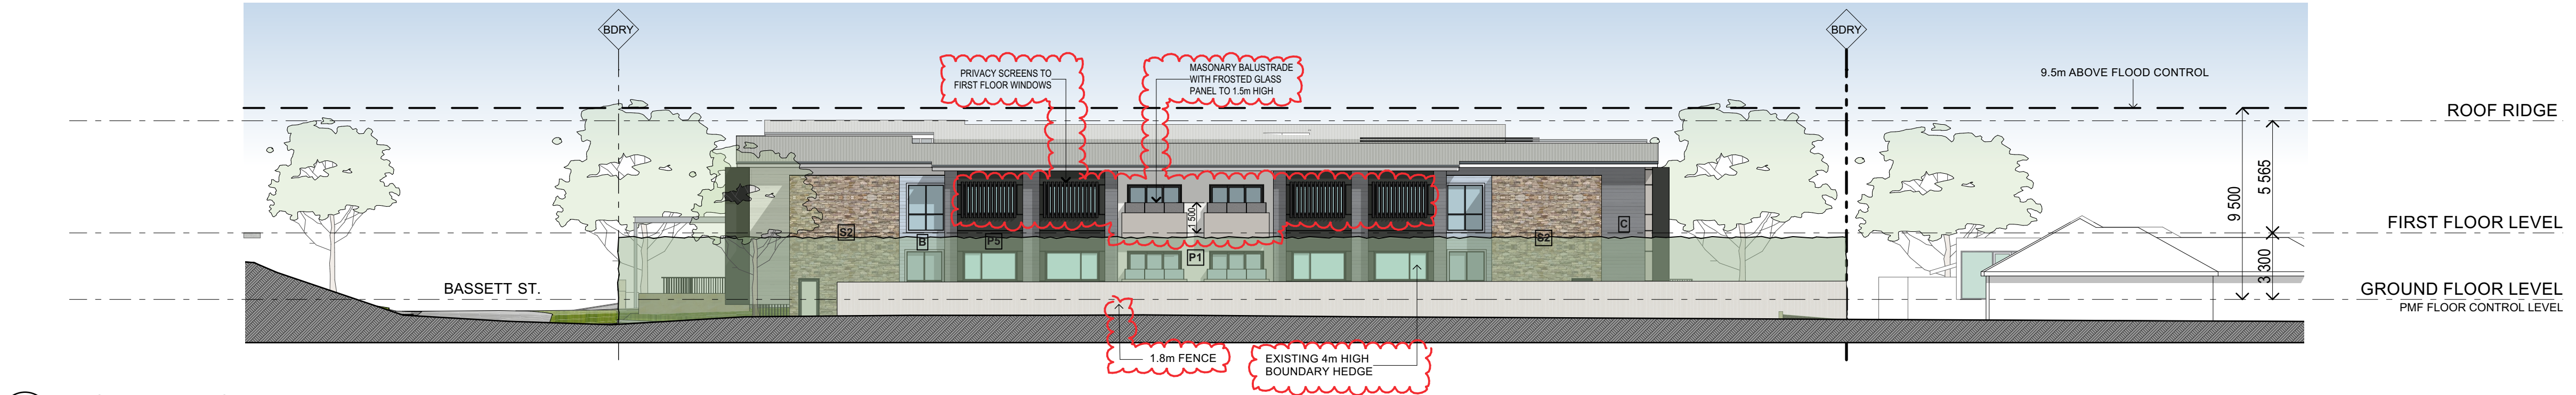 BDRY
BDRY
PRIVACY SCREENS TO
FIRST FLOOR WINDOWS
MASONARY BALUSTRADE
WITH FROSTED GLASS
PANEL TO 1.5m HIGH
9.5m ABOVE FLOOD CONTROL
ROOF RIDGE
5 565
9 500
1 500
FIRST FLOOR LEVEL
S2
B
P5
P1
S2
C
3 300
BASSETT ST.
GROUND FLOOR LEVEL
PMF FLOOR CONTROL LEVEL
1.8m FENCE
EXISTING 4m HIGH
BOUNDARY HEDGE